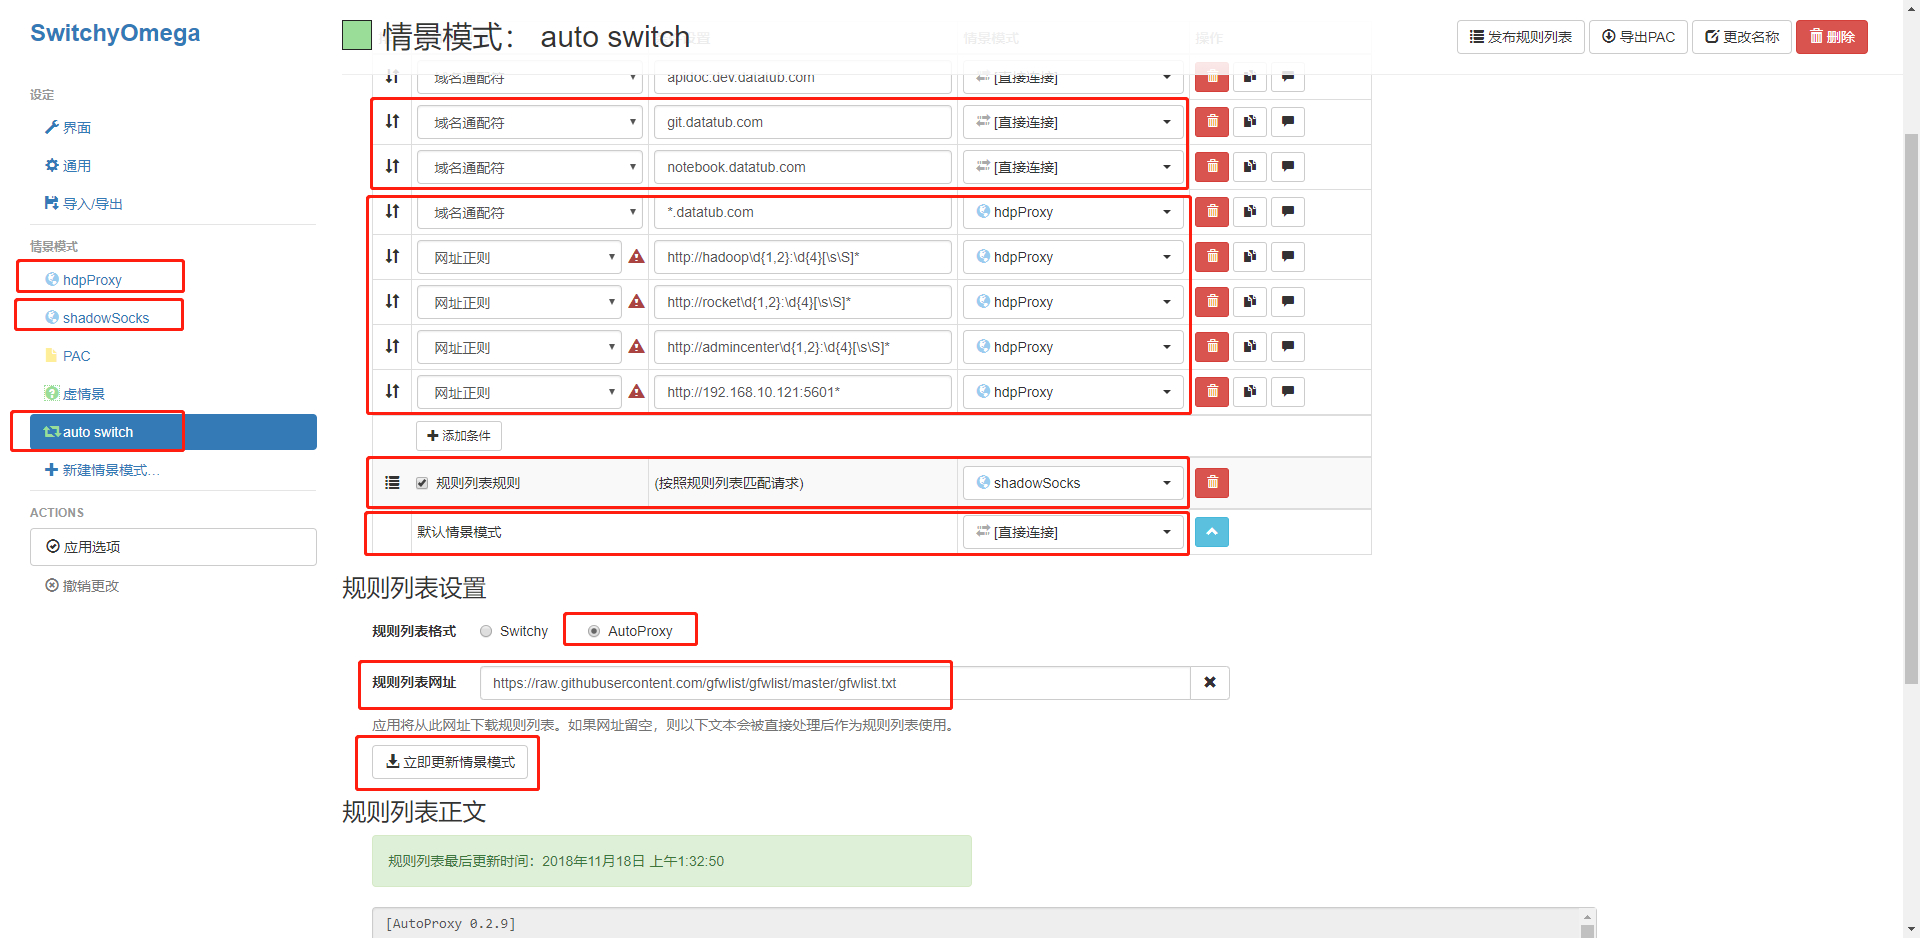 SwitchyOmega
设定
界面
通用
导入/导出
情景模式
hdpProxy
shadowSocks
PAC
虚情景
auto switch
新建情景模式...
ACTIONS
应用选项
撤销更改
情景模式： auto switch
发布规则列表 导出PAC 更改名称 删除
设置 情景模式 操作
域名通配符 apidoc.dev.datatub.com [直接连接]
域名通配符 git.datatub.com [直接连接]
域名通配符 notebook.datatub.com [直接连接]
域名通配符 *.datatub.com hdpProxy
网址正则 http://hadoop\d{1,2}:\d{4}[\s\S]* hdpProxy
网址正则 http://rocket\d{1,2}:\d{4}[\s\S]* hdpProxy
网址正则 http://admincenter\d{1,2}:\d{4}[\s\S]* hdpProxy
网址正则 http://192.168.10.121:5601* hdpProxy
添加条件
规则列表规则 (按照规则列表匹配请求) shadowSocks
默认情景模式 [直接连接]
规则列表设置
规则列表格式 Switchy AutoProxy
规则列表网址 https://raw.githubusercontent.com/gfwlist/gfwlist/master/gfwlist.txt
应用将从此网址下载规则列表。如果网址留空，则以下文本会被直接处理后作为规则列表使用。
立即更新情景模式
规则列表正文
规则列表最后更新时间：2018年11月18日 上午1:32:50
[AutoProxy 0.2.9]